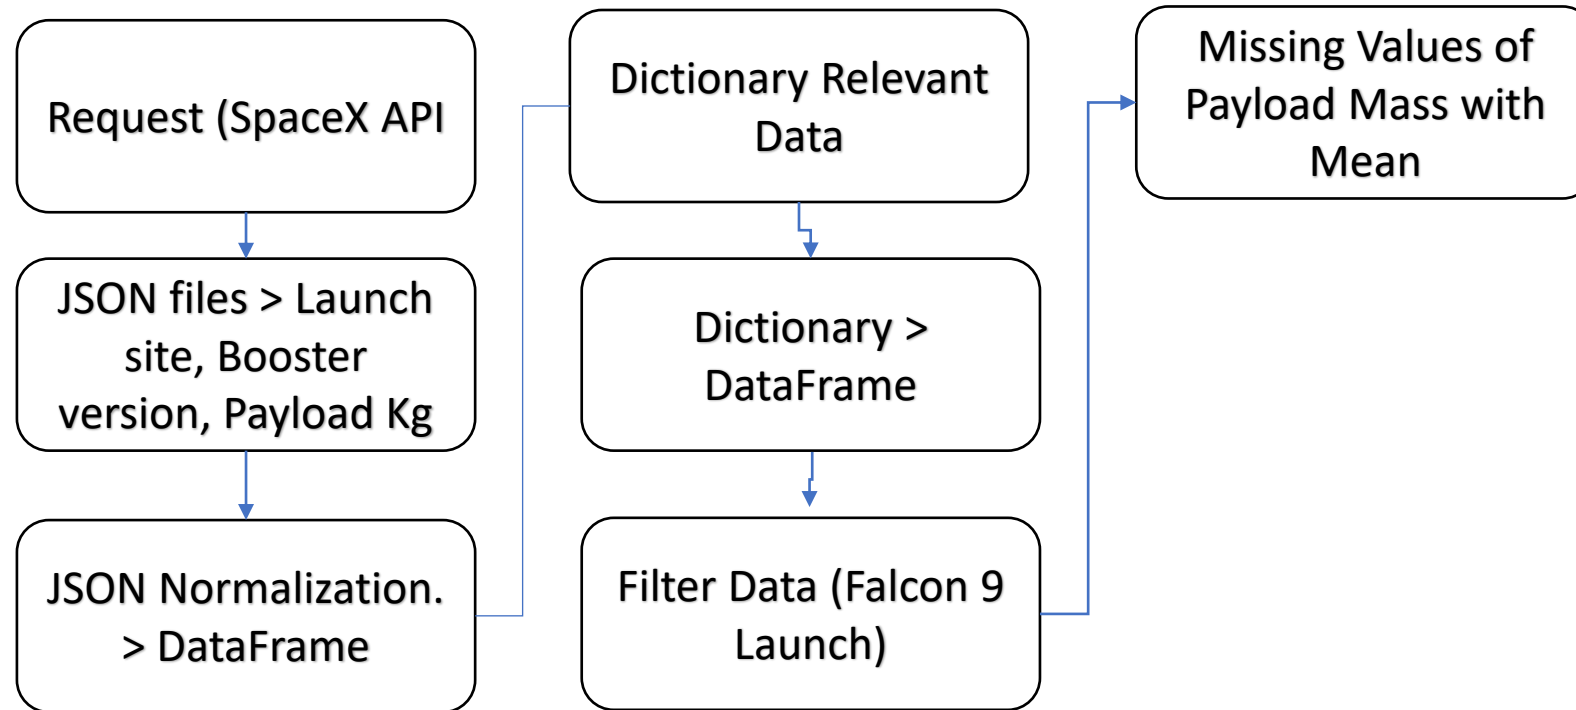 Request (SpaceX API
JSON files > Launch
site, Booster
version, Payload Kg
JSON Normalization.
> DataFrame
Dictionary Relevant
Data
Dictionary >
DataFrame
Filter Data (Falcon 9
Launch)
Missing Values of
Payload Mass with
Mean